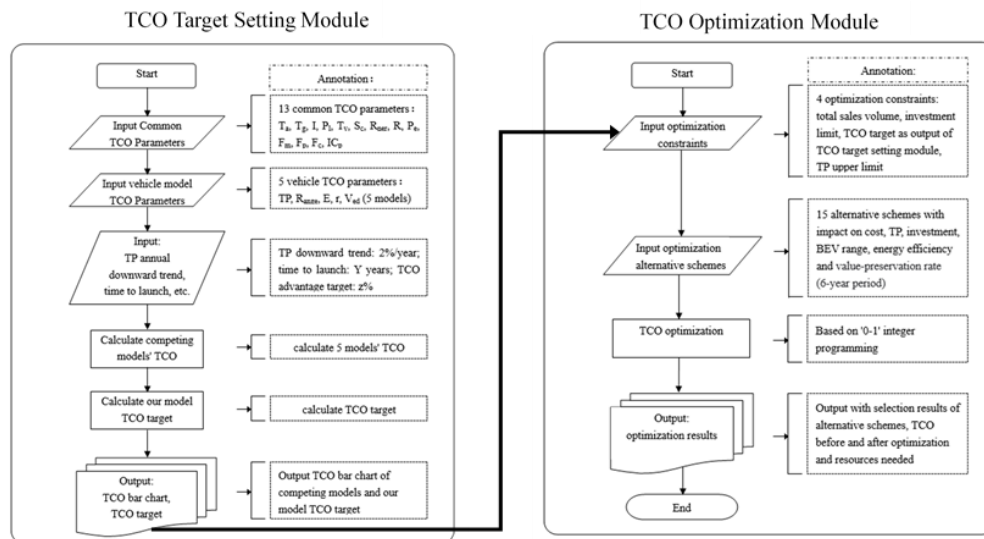 TCO Target Setting Module
Start
Annotation :
Input Common
TCO Parameters
13 common TCO parameters :
Input vehicle model
TCO Parameters
5 vehicle TCO parameters :
(5 models)
Input:
TP annual
downward trend,
time to launch, etc.
TP downward trend: 2%/year;
time to launch: Y years; TCO
advantage target: z%
Calculate competing
models' TCO
calculate 5 models' TCO
Calculate our model
TCO target
calculate TCO target
Output:
TCO bar chart,
TCO target
Output TCO bar chart of
competing models and our
model TCO target
TCO Optimization Module
Start
Annotation:
Input optimization
constraints
4 optimization constraints:
total sales volume, investment
limit, TCO target as output of
TCO target setting module,
TP upper limit
Input optimization
alternative schemes
15 alternative schemes with
impact on cost, TP, investment,
BEV range, energy efficiency
and value-preservation rate
(6-year period)
TCO optimization
Based on '0-1' integer
programming
Output:
optimization results
Output with selection results of
alternative schemes, TCO
before and after optimization
and resources needed
End